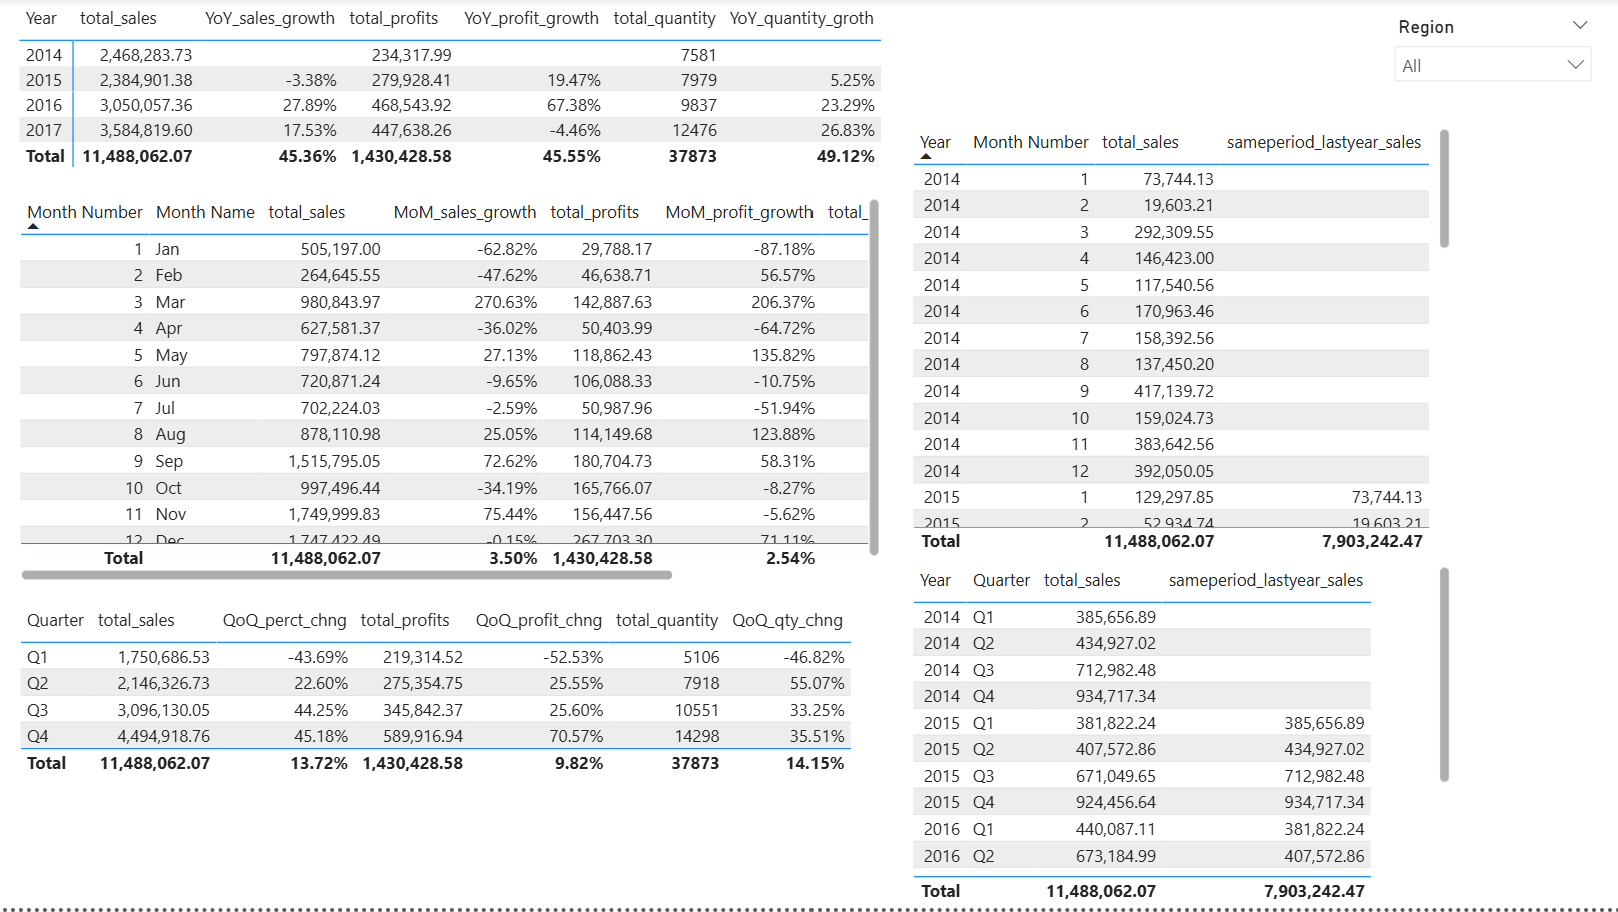 Year total_sales YoY_sales_growth total_profits YoY_profit_growth total_quantity YoY_quantity_groth
2014 2,468,283.73 234,317.99 7581
2015 2,384,901.38 -3.38% 279,928.41 19.47% 7979 5.25%
2016 3,050,057.36 27.89% 468,543.92 67.38% 9837 23.29%
2017 3,584,819.60 17.53% 447,638.26 -4.46% 12476 26.83%
Total 11,488,062.07 45.36% 1,430,428.58 45.55% 37873 49.12%
Month Number Month Name total_sales MoM_sales_growth total_profits MoM_profit_growth total_
1 Jan 505,197.00 -62.82% 29,788.17 -87.18%
2 Feb 264,645.55 -47.62% 46,638.71 56.57%
3 Mar 980,843.97 270.63% 142,887.63 206.37%
4 Apr 627,581.37 -36.02% 50,403.99 -64.72%
5 May 797,874.12 27.13% 118,862.43 135.82%
6 Jun 720,871.24 -9.65% 106,088.33 -10.75%
7 Jul 702,224.03 -2.59% 50,987.96 -51.94%
8 Aug 878,110.98 25.05% 114,149.68 123.88%
9 Sep 1,515,795.05 72.62% 180,704.73 58.31%
10 Oct 997,496.44 -34.19% 165,766.07 -8.27%
11 Nov 1,749,999.83 75.44% 156,447.56 -5.62%
12 Dec 1,747,422.49 -0.15% 267,703.30 71.11%
Total 11,488,062.07 3.50% 1,430,428.58 2.54%
Quarter total_sales QoQ_perct_chng total_profits QoQ_profit_chng total_quantity QoQ_qty_chng
Q1 1,750,686.53 -43.69% 219,314.52 -52.53% 5106 -46.82%
Q2 2,146,326.73 22.60% 275,354.75 25.55% 7918 55.07%
Q3 3,096,130.05 44.25% 345,842.37 25.60% 10551 33.25%
Q4 4,494,918.76 45.18% 589,916.94 70.57% 14298 35.51%
Total 11,488,062.07 13.72% 1,430,428.58 9.82% 37873 14.15%
Region
All
Year Month Number total_sales sameperiod_lastyear_sales
2014 1 73,744.13
2014 2 19,603.21
2014 3 292,309.55
2014 4 146,423.00
2014 5 117,540.56
2014 6 170,963.46
2014 7 158,392.56
2014 8 137,450.20
2014 9 417,139.72
2014 10 159,024.73
2014 11 383,642.56
2014 12 392,050.05
2015 1 129,297.85 73,744.13
2015 2 52,934.74 19,603.21
Total 11,488,062.07 7,903,242.47
Year Quarter total_sales sameperiod_lastyear_sales
2014 Q1 385,656.89
2014 Q2 434,927.02
2014 Q3 712,982.48
2014 Q4 934,717.34
2015 Q1 381,822.24 385,656.89
2015 Q2 407,572.86 434,927.02
2015 Q3 671,049.65 712,982.48
2015 Q4 924,456.64 934,717.34
2016 Q1 440,087.11 381,822.24
2016 Q2 673,184.99 407,572.86
Total 11,488,062.07 7,903,242.47